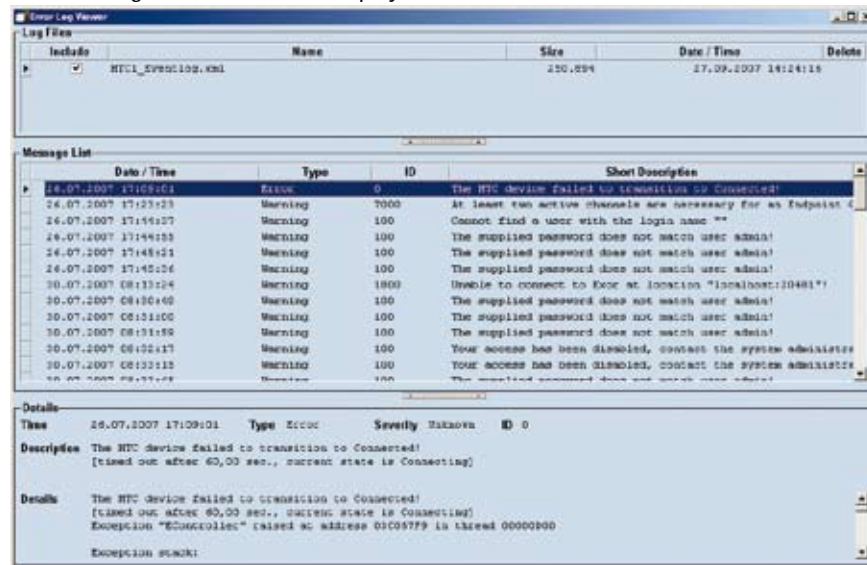 Error Log Viewer
Log Files
Include Name Size Date / Time Delete
MTC1_EventLog.xml 250.894 27.09.2007 14:24:16
Message List
Date / Time Type ID Short Description
26.07.2007 17:09:01 Error 0 The MTC device failed to transition to Connected!
26.07.2007 17:23:23 Warning 7000 At least two active channels are necessary for an Endpoint
26.07.2007 17:44:37 Warning 100 Cannot find a user with the login name ""
26.07.2007 17:44:55 Warning 100 The supplied password does not match user admin!
26.07.2007 17:45:21 Warning 100 The supplied password does not match user admin!
26.07.2007 17:45:36 Warning 100 The supplied password does not match user admin!
30.07.2007 08:13:24 Warning 1800 Unable to connect to at location "localhost:20481"!
30.07.2007 08:30:48 Warning 100 The supplied password does not match user admin!
30.07.2007 08:31:00 Warning 100 The supplied password does not match user admin!
30.07.2007 08:31:59 Warning 100 The supplied password does not match user admin!
30.07.2007 08:32:17 Warning 100 Your access has been disabled, contact the system administra
30.07.2007 08:33:15 Warning 100 Your access has been disabled, contact the system administra
Details
Time 26.07.2007 17:09:01 Type Error Severity Unknown ID 0
Description The MTC device failed to transition to Connected!
[timed out after 60,00 sec., current state is Connecting]
Details The MTC device failed to transition to Connected!
[timed out after 60,00 sec., current state is Connecting]
Exception "EController" raised at address in thread 00000D00
Exception stack: